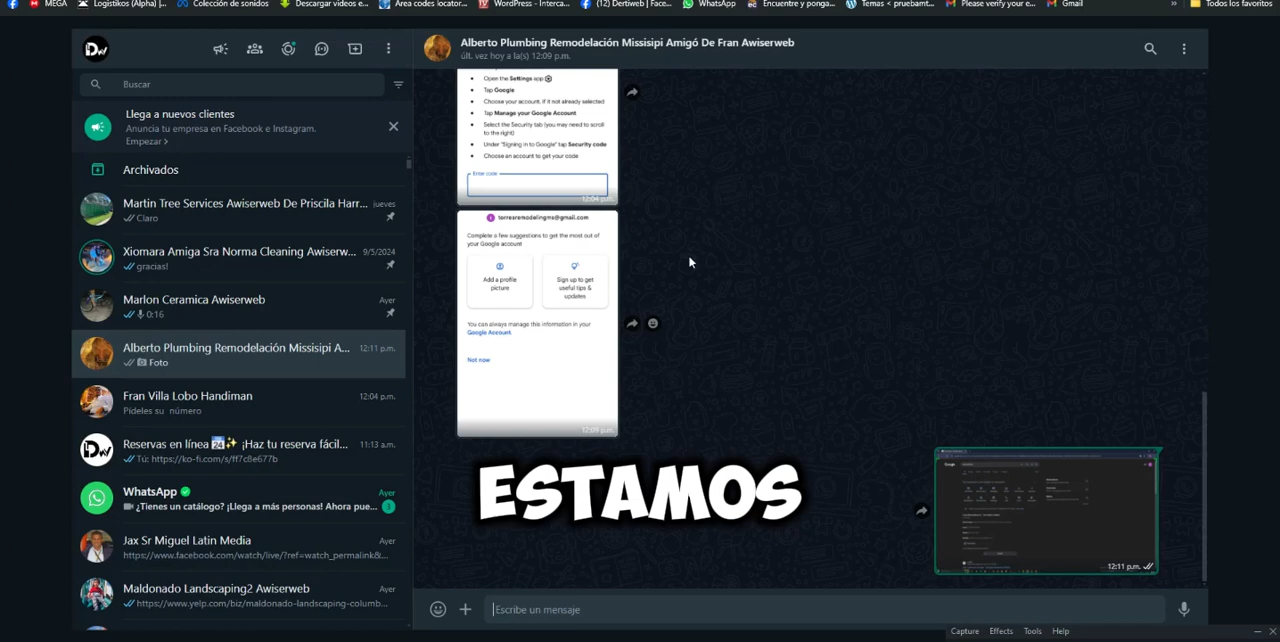 MEGA
Logistikos (Alpha) |...
Colección de sonidos
Descargar videos e...
Área codes locator...
WordPress - Interca...
(12) Dertiweb | Face...
WhatsApp
Encuentre y ponga...
Temas < pruebamt...
Please verify your e...
Gmail
»
Todos los favoritos
DW
Buscar
Llega a nuevos clientes
Anuncia tu empresa en Facebook e Instagram.
Empezar >
Archivados
Martin Tree Services Awiserweb De Priscila Harr...
jueves
Claro
Xiomara Amiga Sra Norma Cleaning Awiserw...
9/5/2024
gracias!
Marlon Ceramica Awiserweb
Ayer
0:16
Alberto Plumbing Remodelación Missisipi A...
12:11 p.m.
Foto
Fran Villa Lobo Handiman
12:04 p.m.
Pídeles su número
Reservas en línea ¡Haz tu reserva fácil...
11:13 a.m.
Tú: https://ko-fi.com/s/ff7c8e677b
WhatsApp
Ayer
¿Tienes un catálogo? ¡Llega a más personas! Ahora pue...
3
Jax Sr Miguel Latin Media
https://www.facebook.com/watch/live/?ref=watch_permalink&...
Maldonado Landscaping2 Awiserweb
https://www.yelp.com/biz/maldonado-landscaping-columb...
Alberto Plumbing Remodelación Missisipi Amigó De Fran Awiserweb
últ. vez hoy a la(s) 12:09 p.m.
Open the Settings app
Tap Google
Choose your account, if it not already selected
Tap Manage your Google Account
Select the Security tab (you may need to scroll
to the right)
Under "Signing in to Google" tap Security code
Choose an account to get your code
Enter code
12:04 p.m.
torresremodelingms@gmail.com
Complete a few suggestions to get the most out of
your Google account
Add a profile
picture
Sign up to get
useful tips &
updates
You can always manage this information in your
Google Account.
Not now
12:09 p.m.
ESTAMOS
12:11 p.m.
Escribe un mensaje
Capture Effects Tools Help